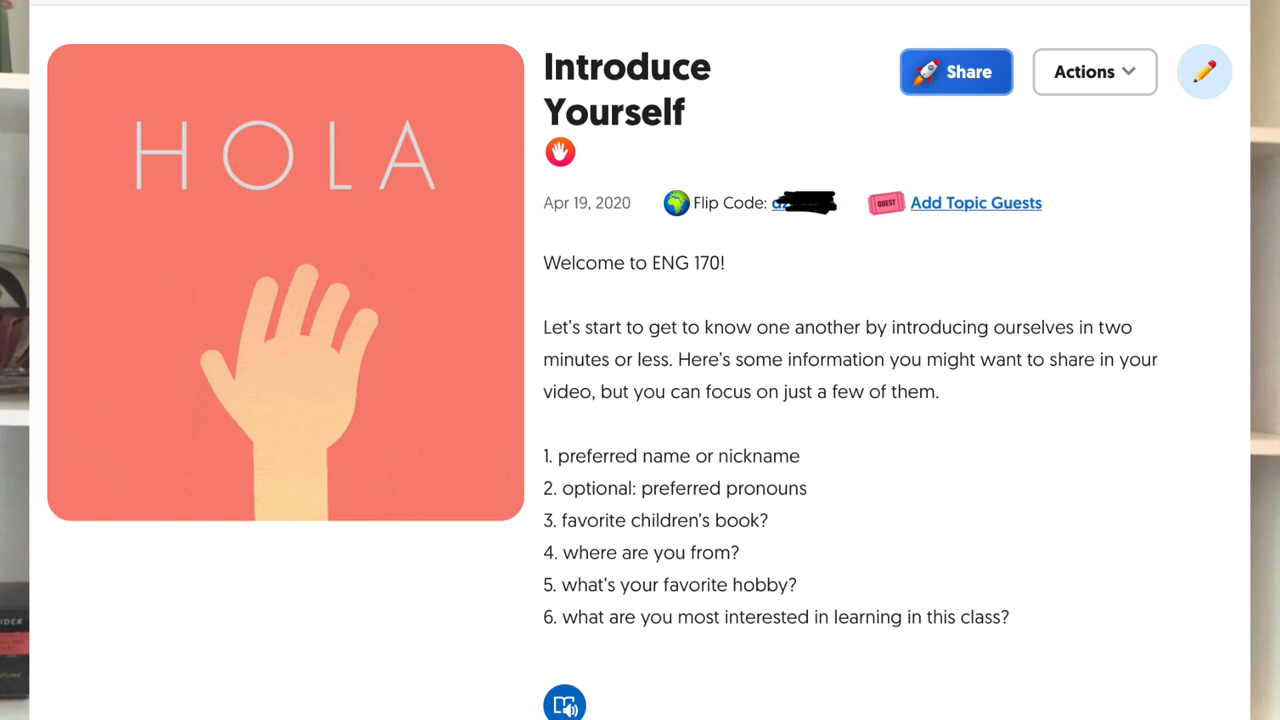 HOLA
Introduce
Yourself
Share
Actions
Apr 19, 2020
Flip Code:
GUEST
Add Topic Guests
Welcome to ENG 170!
Let's start to get to know one another by introducing ourselves in two
minutes or less. Here's some information you might want to share in your
video, but you can focus on just a few of them.
1. preferred name or nickname
2. optional: preferred pronouns
3. favorite children's book?
4. where are you from?
5. what's your favorite hobby?
6. what are you most interested in learning in this class?